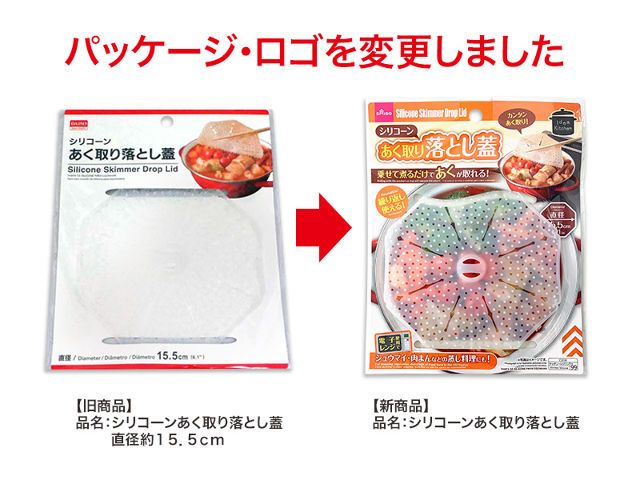 パッケージ・ロゴを変更しました
DAISO
シリコーン
あく取り落とし蓋
Silicone Skimmer Drop Lid
直径 / Diameter / Diâmetro / Diámetro 15.5cm (6.1")
DAISO
Silicone Skimmer Drop Lid
カンタン
あく取り!
Idea
Kitchen
シリコーン
あく取り落とし蓋
乗せて煮るだけであくが取れる!
繰り返し
使える!
直径
電子
レンジ
シュウマイ・肉まんなどの蒸し料理にも!
【旧商品】
品名：シリコーンあく取り落とし蓋
直径約１５．５ｃｍ
【新商品】
品名：シリコーンあく取り落とし蓋